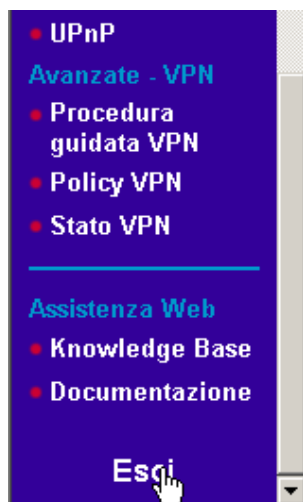 UPnP
Avanzate - VPN
Procedura
guidata VPN
Policy VPN
Stato VPN
Assistenza Web
Knowledge Base
Documentazione
Esci